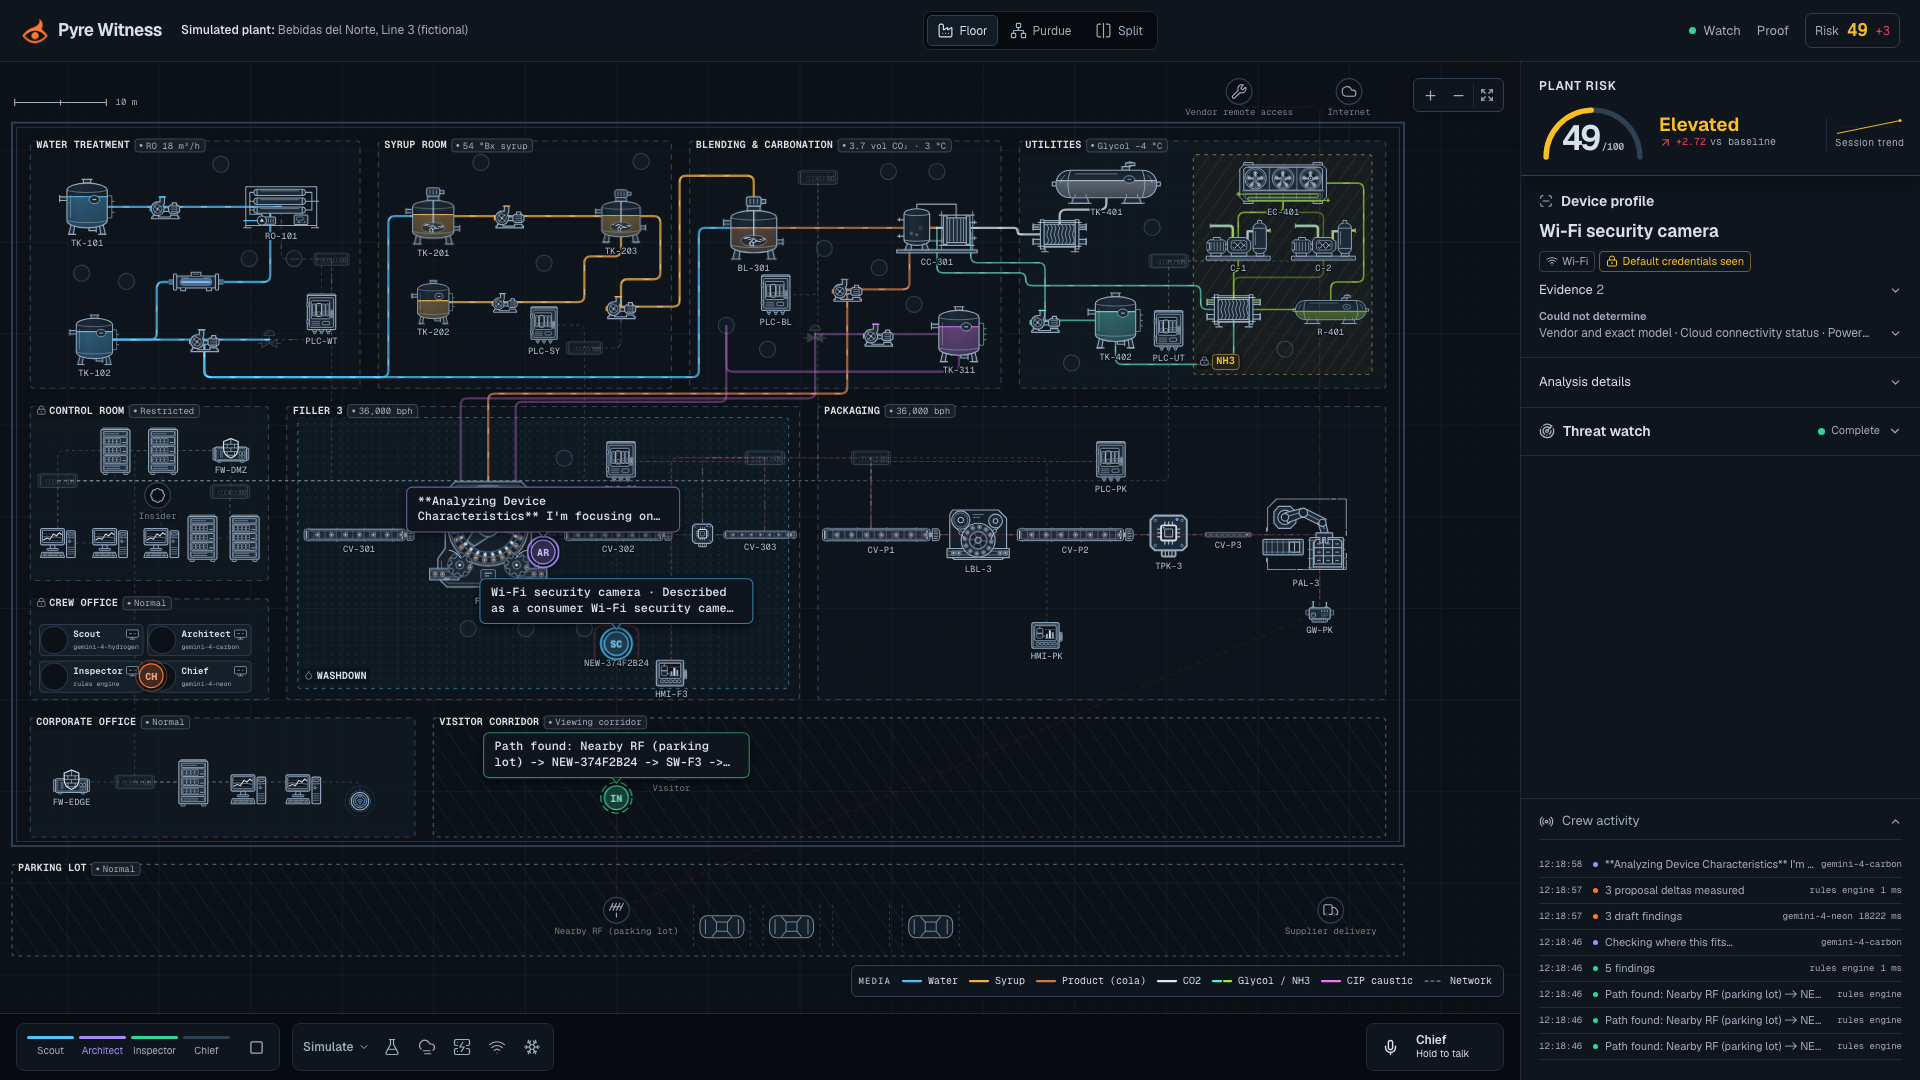 Pyre Witness
Simulated plant: Bebidas del Norte, Line 3 (fictional)
Floor
Purdue
Split
Watch
Proof
Risk 49 +3
10 m
Vendor remote access
Internet
WATER TREATMENT • RO 18 m³/h
SYRUP ROOM • 54 °Bx syrup
BLENDING & CARBONATION • 3.7 vol CO₂ · 3 °C
UTILITIES • Glycol −4 °C
TK-101
RO-101
TK-102
PLC-WT
TK-201
TK-203
TK-202
PLC-SY
BL-301
CC-301
PLC-BL
TK-311
TK-401
EC-401
C-1
C-2
R-401
TK-402
PLC-UT
NH3
CONTROL ROOM • Restricted
FILLER 3 • 36,000 bph
PACKAGING • 36,000 bph
FW-DMZ
Insider
PLC-PK
**Analyzing Device
Characteristics** I'm focusing on…
AR
CV-301
CV-302
CV-303
CV-P1
LBL-3
CV-P2
TPK-3
CV-P3
PAL-3
GW-PK
HMI-PK
Wi-Fi security camera · Described
as a consumer Wi-Fi security came…
SC
NEW-374F2B24
HMI-F3
WASHDOWN
CREW OFFICE • Normal
Scout
gemini-4-hydrogen
Architect
gemini-4-carbon
Inspector
rules engine
CH
Chief
gemini-4-neon
CORPORATE OFFICE • Normal
FW-EDGE
VISITOR CORRIDOR • Viewing corridor
Path found: Nearby RF (parking
lot) -> NEW-374F2B24 -> SW-F3 ->…
Visitor
IN
PARKING LOT • Normal
Nearby RF (parking lot)
Supplier delivery
MEDIA Water Syrup Product (cola) CO2 Glycol / NH3 CIP caustic Network
Scout
Architect
Inspector
Chief
Simulate
Chief
Hold to talk
PLANT RISK
49/100
Elevated
+2.72 vs baseline
Session trend
Device profile
Wi-Fi security camera
Wi-Fi
Default credentials seen
Evidence 2
Could not determine
Vendor and exact model · Cloud connectivity status · Power…
Analysis details
Threat watch
Complete
Crew activity
12:18:58 **Analyzing Device Characteristics** I'm … gemini-4-carbon
12:18:57 3 proposal deltas measured rules engine 1 ms
12:18:57 3 draft findings gemini-4-neon 18222 ms
12:18:46 Checking where this fits… gemini-4-carbon
12:18:46 5 findings rules engine 1 ms
12:18:46 Path found: Nearby RF (parking lot) -> NE… rules engine
12:18:46 Path found: Nearby RF (parking lot) -> NE… rules engine
12:18:46 Path found: Nearby RF (parking lot) -> NE… rules engine